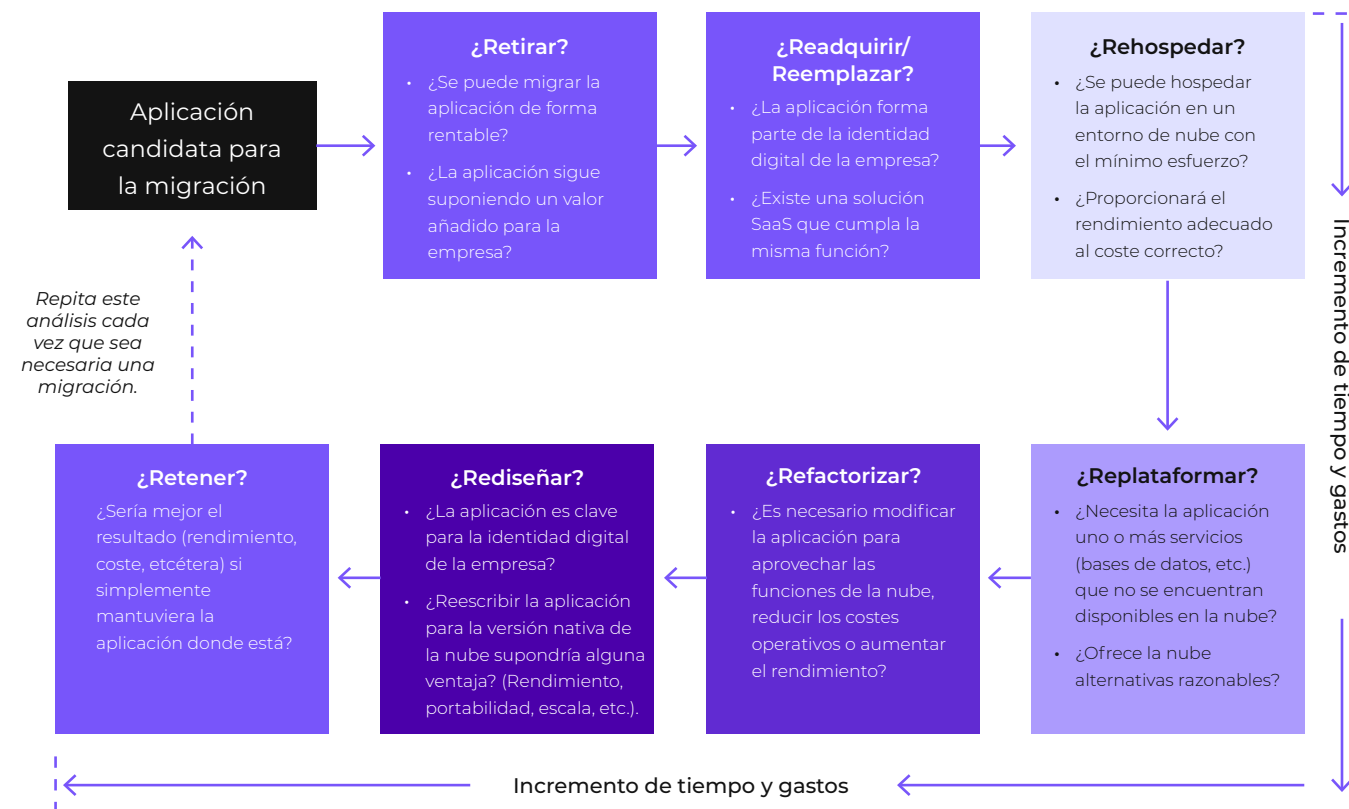 Aplicación
candidata para
la migración
¿Retirar?
• ¿Se puede migrar la
aplicación de forma
rentable?
• ¿La aplicación sigue
suponiendo un valor
añadido para la
empresa?
¿Readquirir/
Reemplazar?
• ¿La aplicación forma
parte de la identidad
digital de la empresa?
• ¿Existe una solución
SaaS que cumpla la
misma función?
¿Rehospedar?
• ¿Se puede hospedar
la aplicación en un
entorno de nube con
el mínimo esfuerzo?
• ¿Proporcionará el
rendimiento adecuado
al coste correcto?
Incremento de tiempo y gastos
¿Replataformar?
• ¿Necesita la aplicación
uno o más servicios
(bases de datos, etc.)
que no se encuentran
disponibles en la nube?
• ¿Ofrece la nube
alternativas razonables?
¿Refactorizar?
• ¿Es necesario modificar
la aplicación para
aprovechar las
funciones de la nube,
reducir los costes
operativos o aumentar
el rendimiento?
¿Rediseñar?
• ¿La aplicación es clave
para la identidad digital
de la empresa?
• ¿Reescribir la aplicación
para la versión nativa de
la nube supondría alguna
ventaja? (Rendimiento,
portabilidad, escala, etc.).
¿Retener?
¿Sería mejor el
resultado (rendimiento,
coste, etcétera) si
simplemente
mantuviera la
aplicación donde está?
Repita este
análisis cada
vez que sea
necesaria una
migración.
Incremento de tiempo y gastos